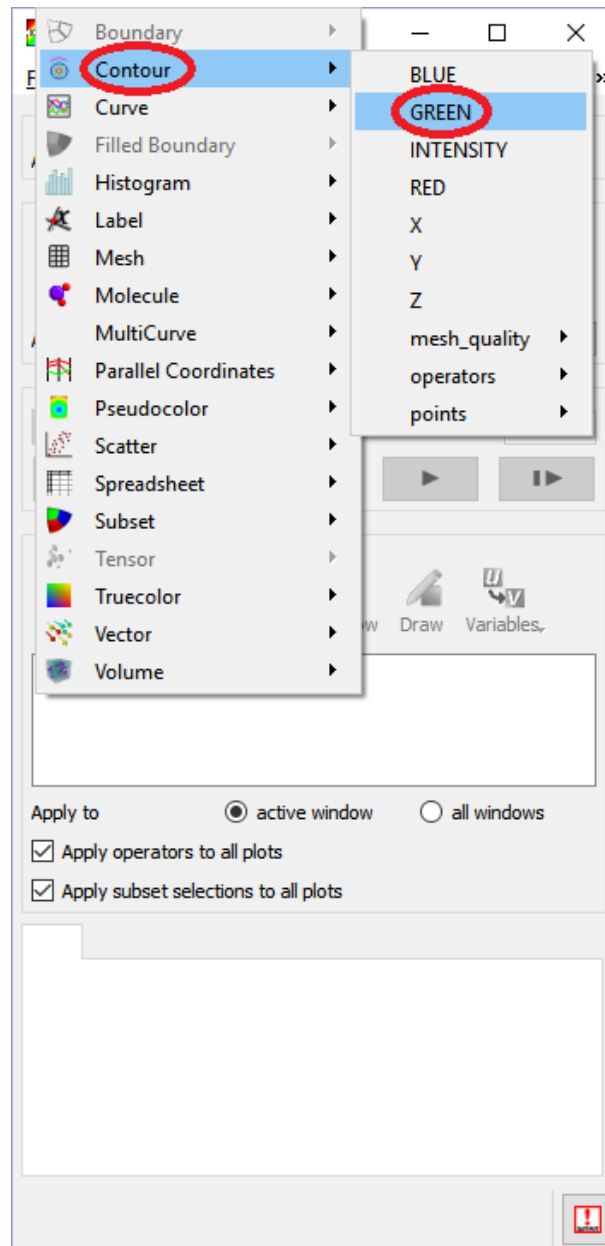 Boundary
Contour
Curve
Filled Boundary
Histogram
Label
Mesh
Molecule
MultiCurve
Parallel Coordinates
Pseudocolor
Scatter
Spreadsheet
Subset
Tensor
Truecolor
Vector
Volume
BLUE
GREEN
INTENSITY
RED
X
Y
Z
mesh_quality
operators
points
Draw Variables
Apply to active window all windows
Apply operators to all plots
Apply subset selections to all plots